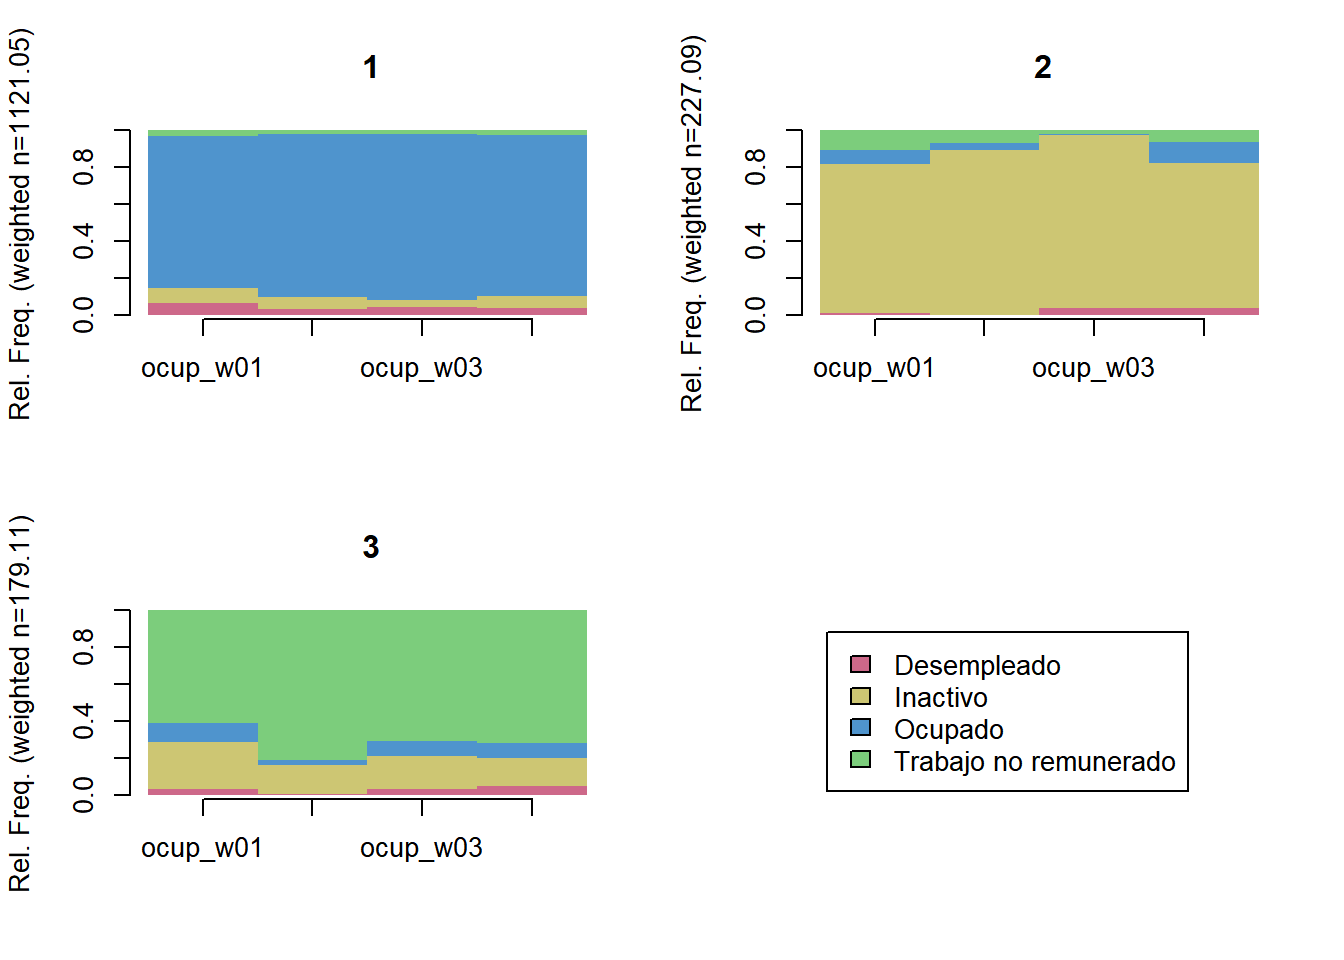 1
Rel. Freq. (weighted n=1121.05)
0.0 0.4 0.8
ocup_w01 ocup_w03
2
Rel. Freq. (weighted n=227.09)
0.0 0.4 0.8
ocup_w01 ocup_w03
3
Rel. Freq. (weighted n=179.11)
0.0 0.4 0.8
ocup_w01 ocup_w03
Desempleado
Inactivo
Ocupado
Trabajo no remunerado